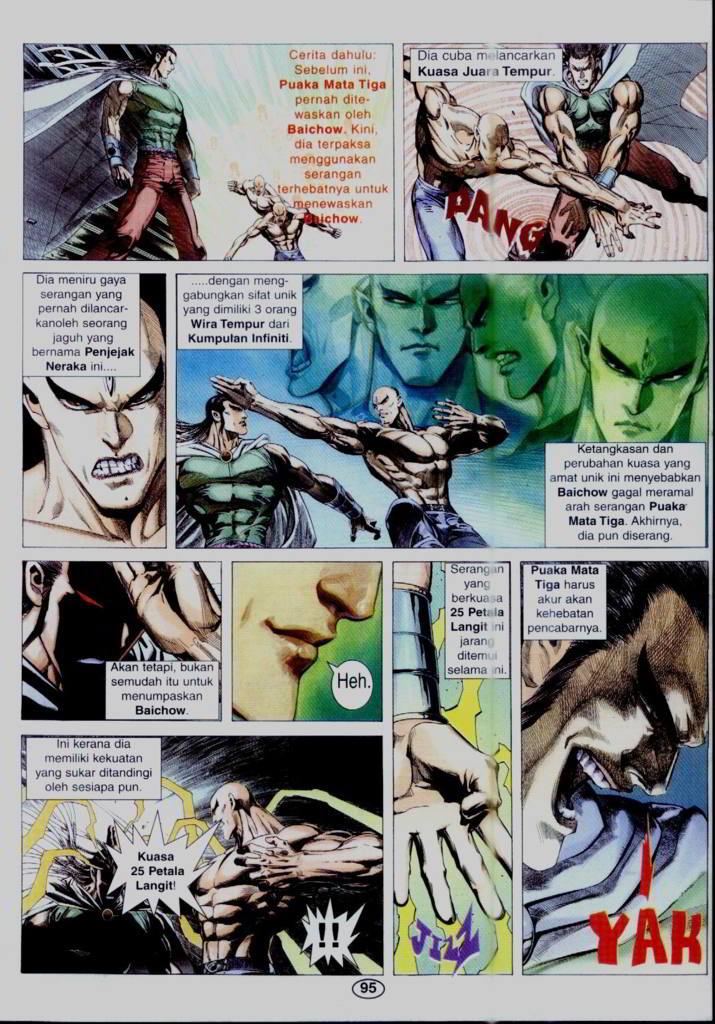 Cerita dahulu:
Sebelum ini,
Puaka Mata Tiga
pernah dite-
waskan oleh
Baichow. Kini,
dia terpaksa
menggunakan
serangan
terhebatnya untuk
menewaskan
Baichow.
Dia cuba melancarkan
Kuasa Juara Tempur.
PANG
Dia meniru gaya
serangan yang
pernah dilancar-
kanoleh seorang
jaguh yang
bernama Penjejak
Neraka ini....
.....dengan meng-
gabungkan sifat unik
yang dimiliki 3 orang
Wira Tempur dari
Kumpulan Infiniti.
Ketangkasan dan
perubahan kuasa yang
amat unik ini menyebabkan
Baichow gagal meramal
arah serangan Puaka
Mata Tiga. Akhirnya,
dia pun diserang.
Akan tetapi, bukan
semudah itu untuk
menumpaskan
Baichow.
Heh.
Ini kerana dia
memiliki kekuatan
yang sukar ditandingi
oleh sesiapa pun.
Kuasa
25 Petala
Langit!
!!
Serangan
yang
berkuasa
25 Petala
Langit ini
jarang
ditemui
selama ini.
JIZZ
Puaka Mata
Tiga harus
akur akan
kehebatan
pencabarnya.
YAH
95